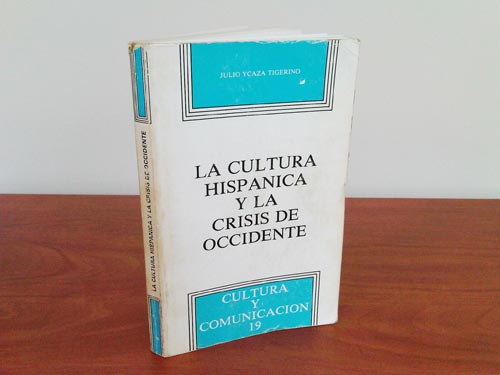 JULIO YCAZA TIGERINO
LA CULTURA
HISPANICA
Y LA
CRISIS DE
OCCIDENTE
CULTURA
Y
COMUNICACION
19
LA CULTURA HISPANICA Y LA CRISIS DE OCCIDENTE